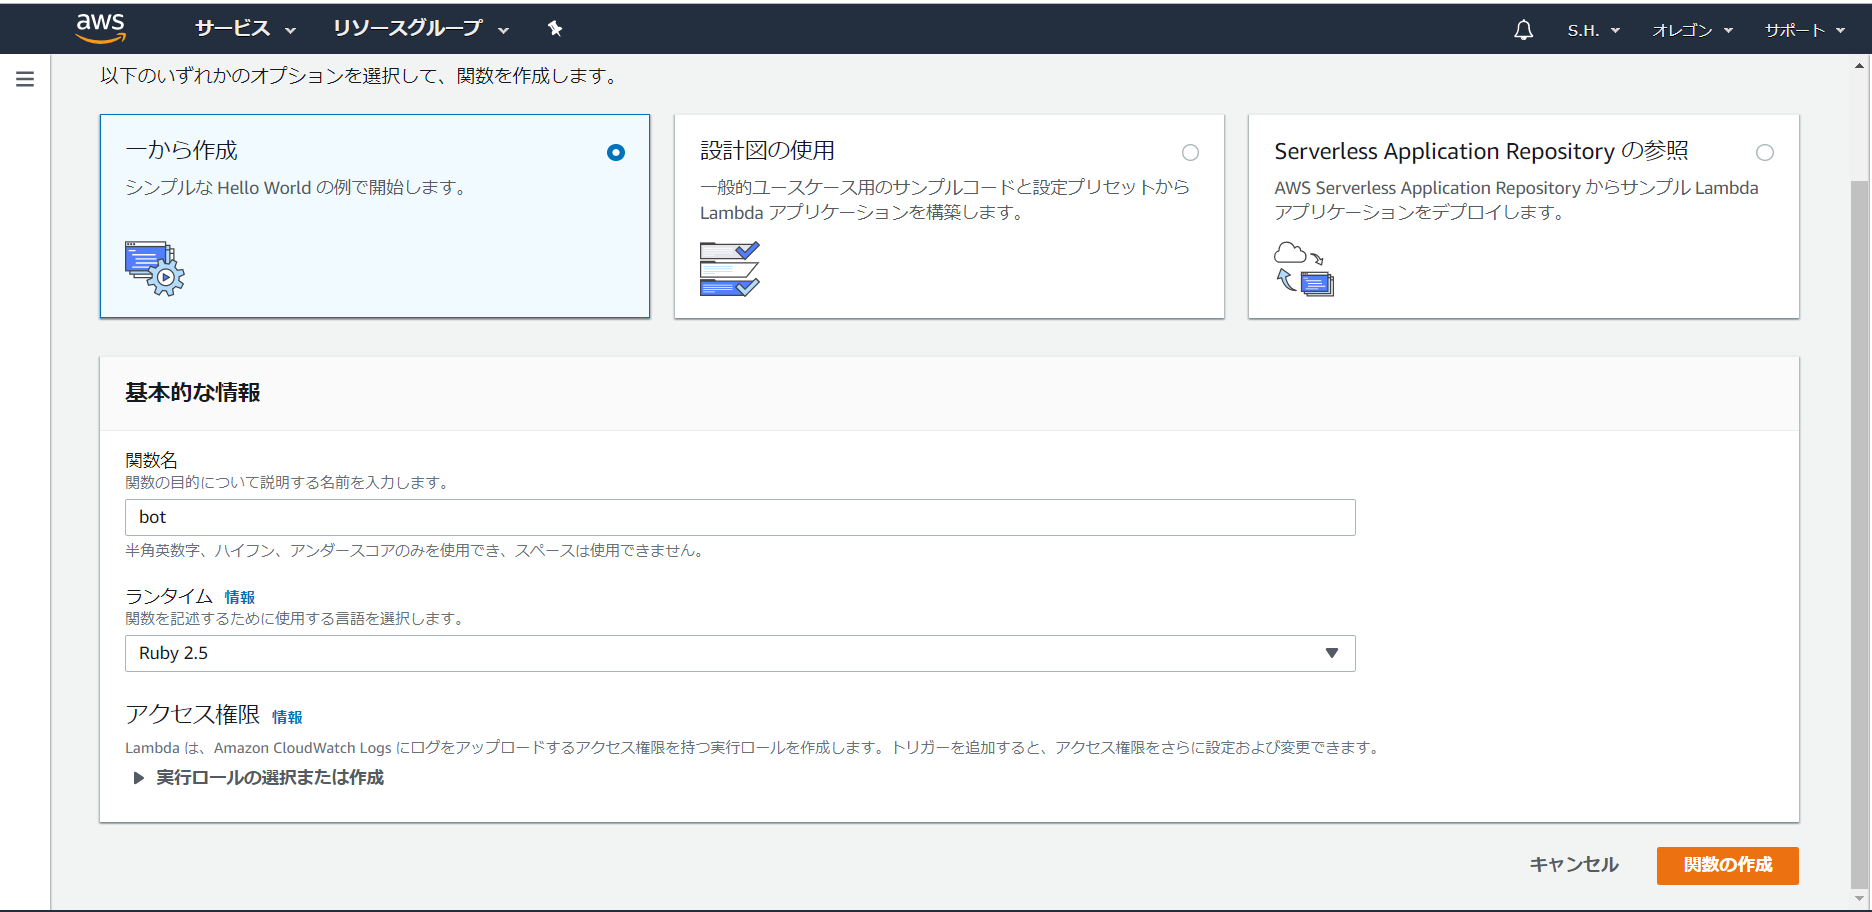 aws
サービス
リソースグループ
S.H.
オレゴン
サポート
以下のいずれかのオプションを選択して、関数を作成します。
一から作成
シンプルな Hello World の例で開始します。
設計図の使用
一般的ユースケース用のサンプルコードと設定プリセットから
Lambda アプリケーションを構築します。
Serverless Application Repository の参照
AWS Serverless Application Repository からサンプル Lambda
アプリケーションをデプロイします。
基本的な情報
関数名
関数の目的について説明する名前を入力します。
bot
半角英数字、ハイフン、アンダースコアのみを使用でき、スペースは使用できません。
ランタイム 情報
関数を記述するために使用する言語を選択します。
Ruby 2.5
アクセス権限 情報
Lambda は、Amazon CloudWatch Logs にログをアップロードするアクセス権限を持つ実行ロールを作成します。トリガーを追加すると、アクセス権限をさらに設定および変更できます。
実行ロールの選択または作成
キャンセル
関数の作成